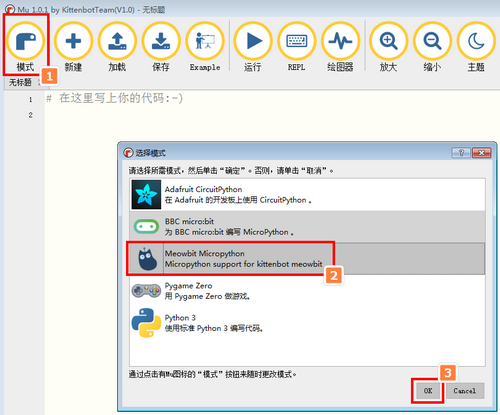 Mu 1.0.1 by KittenbotTeam(V1.0) - 无标题
模式 新建 加载 保存 Example 运行 REPL 绘图器 放大 缩小 主题
1
无标题
1 # 在这里写上你的代码:-)
2
选择模式
请选择所需模式，然后单击“确定”。否则，请单击“取消”。
Adafruit CircuitPython
在 Adafruit 的开发板上使用 CircuitPython 。
BBC micro:bit
为 BBC micro:bit 编写 MicroPython 。
Meowbit Micropython
Micropython support for kittenbot meowbit
2
Pygame Zero
用 Pygame Zero 做游戏。
Python 3
使用标准 Python 3 编写代码。
3
通过点击有Mu图标的“模式”按钮来随时更改模式。
OK Cancel